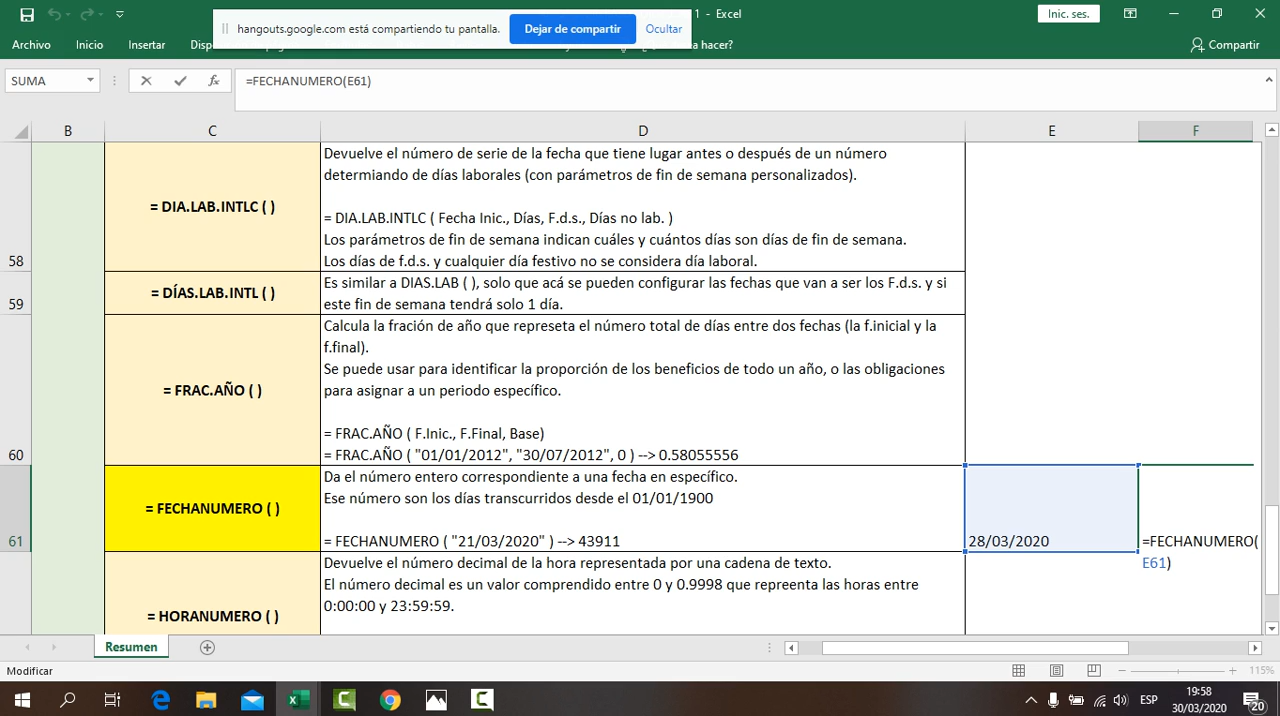 1 - Excel
Inic. ses.
hangouts.google.com está compartiendo tu pantalla.
Dejar de compartir
Ocultar
Archivo
Inicio
Insertar
hacer?
Compartir
SUMA
fx
=FECHANUMERO(E61)
B
C
D
E
F
58
= DIA.LAB.INTLC ( )
Devuelve el número de serie de la fecha que tiene lugar antes o después de un número
determiando de días laborales (con parámetros de fin de semana personalizados).
= DIA.LAB.INTLC ( Fecha Inic., Días, F.d.s., Días no lab. )
Los parámetros de fin de semana indican cuáles y cuántos días son días de fin de semana.
Los días de f.d.s. y cualquier día festivo no se considera día laboral.
59
= DÍAS.LAB.INTL ( )
Es similar a DIAS.LAB ( ), solo que acá se pueden configurar las fechas que van a ser los F.d.s. y si
este fin de semana tendrá solo 1 día.
60
= FRAC.AÑO ( )
Calcula la fración de año que represeta el número total de días entre dos fechas (la f.inicial y la
f.final).
Se puede usar para identificar la proporción de los beneficios de todo un año, o las obligaciones
para asignar a un periodo específico.
= FRAC.AÑO ( F.Inic., F.Final, Base)
= FRAC.AÑO ( "01/01/2012", "30/07/2012", 0 ) --> 0.58055556
61
= FECHANUMERO ( )
Da el número entero correspondiente a una fecha en específico.
Ese número son los días transcurridos desde el 01/01/1900
= FECHANUMERO ( "21/03/2020" ) --> 43911
28/03/2020
=FECHANUMERO(
E61)
= HORANUMERO ( )
Devuelve el número decimal de la hora representada por una cadena de texto.
El número decimal es un valor comprendido entre 0 y 0.9998 que reprеenta las horas entre
0:00:00 y 23:59:59.
Resumen
Modificar
115%
ESP
19:58
30/03/2020
20